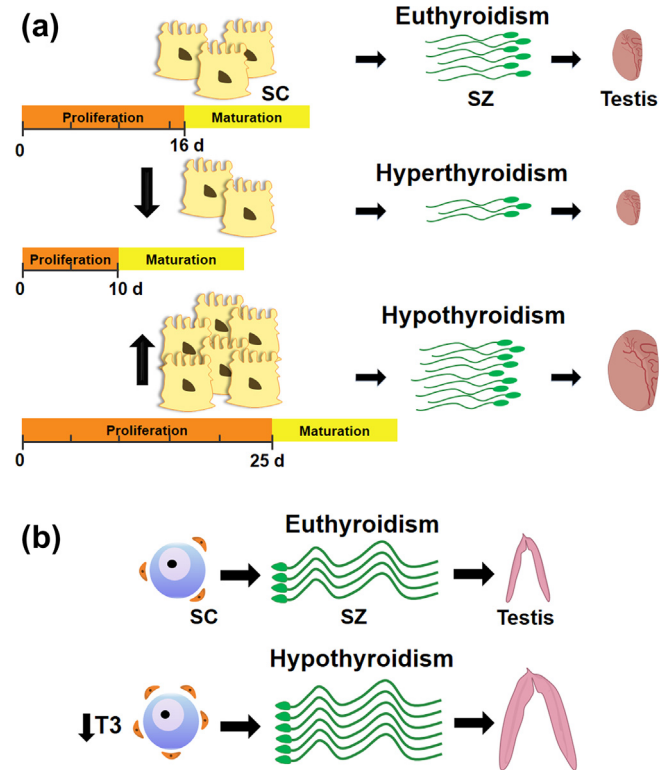 (a)
Euthyroidism
SC
SZ
Testis
Proliferation Maturation
0 16 d
Hyperthyroidism
Proliferation Maturation
0 10 d
Hypothyroidism
Proliferation Maturation
0 25 d
(b)
Euthyroidism
SC SZ Testis
Hypothyroidism
T3